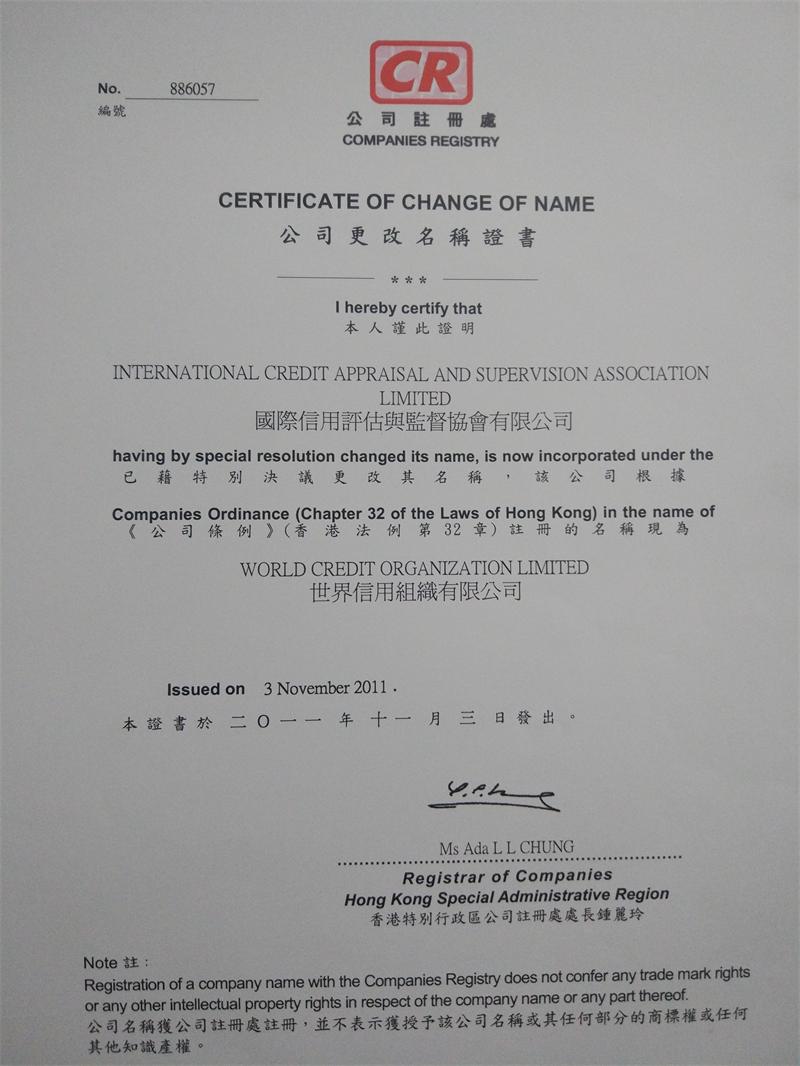 No. 886057
編號
CR
公司註冊處
COMPANIES REGISTRY
CERTIFICATE OF CHANGE OF NAME
公司更改名稱證書
* * *
I hereby certify that
本人謹此證明
INTERNATIONAL CREDIT APPRAISAL AND SUPERVISION ASSOCIATION
LIMITED
國際信用評估與監督協會有限公司
having by special resolution changed its name, is now incorporated under the
已藉特別決議更改其名稱，該公司根據
Companies Ordinance (Chapter 32 of the Laws of Hong Kong) in the name of
《公司條例》(香港法例第32章)註冊的名稱現為
WORLD CREDIT ORGANIZATION LIMITED
世界信用組織有限公司
Issued on 3 November 2011.
本證書於二〇一一年十一月三日發出。
Ms Ada L L CHUNG
Registrar of Companies
Hong Kong Special Administrative Region
香港特別行政區公司註冊處處長鍾麗玲
Note 註：
Registration of a company name with the Companies Registry does not confer any trade mark rights
or any other intellectual property rights in respect of the company name or any part thereof.
公司名稱獲公司註冊處註冊，並不表示獲授予該公司名稱或其任何部分的商標權或任何
其他知識產權。